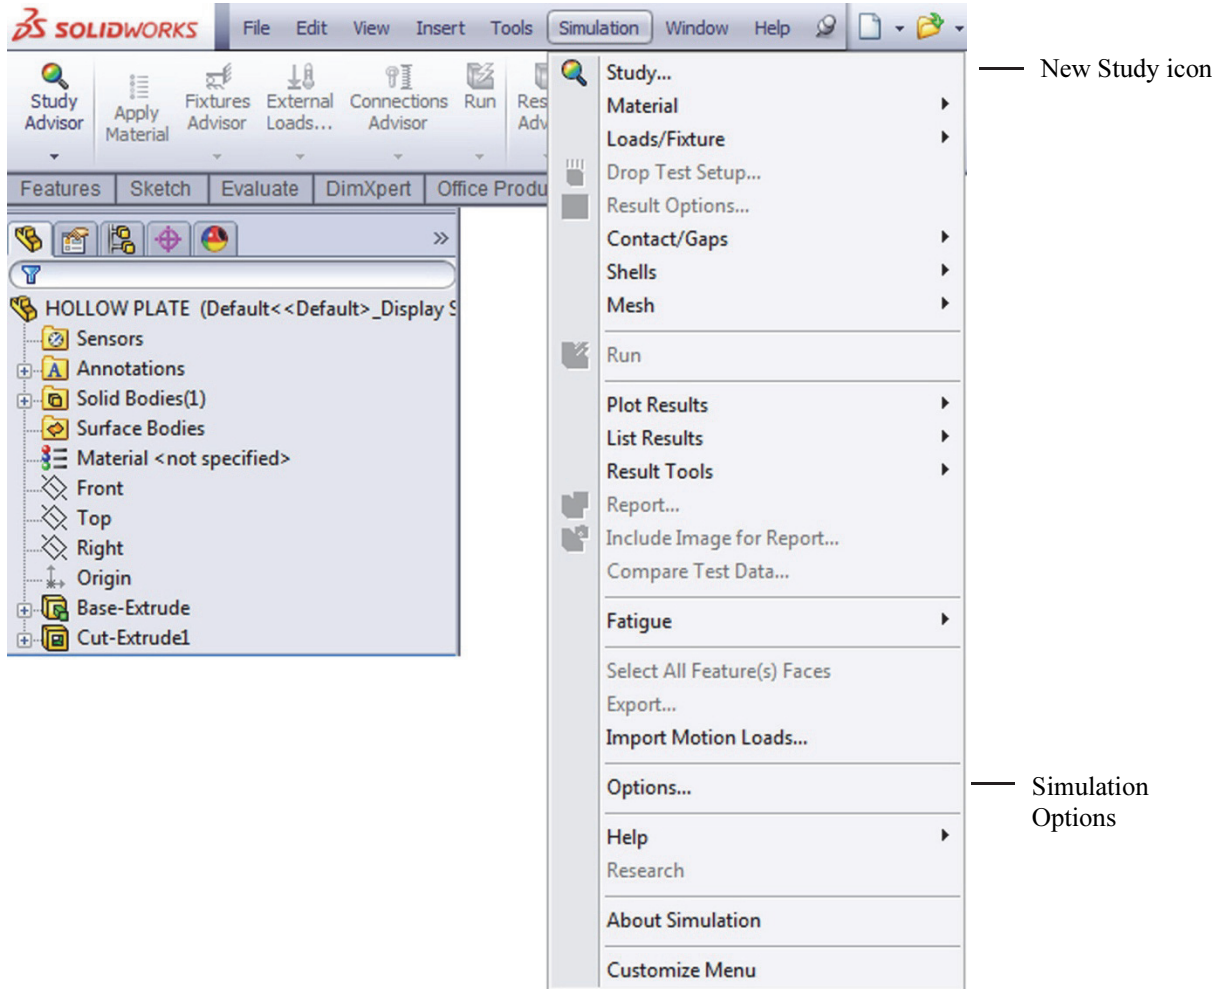 SOLIDWORKS File Edit View Insert Tools Simulation Window Help
Study Advisor
Apply Material
Fixtures Advisor
External Loads...
Connections Advisor
Run
Res
Adv
Features Sketch Evaluate DimXpert Office Produ
HOLLOW PLATE (Default<<Default>_Display S
Sensors
Annotations
Solid Bodies(1)
Surface Bodies
Material <not specified>
Front
Top
Right
Origin
Base-Extrude
Cut-Extrude1
Study...
Material
Loads/Fixture
Drop Test Setup...
Result Options...
Contact/Gaps
Shells
Mesh
Run
Plot Results
List Results
Result Tools
Report...
Include Image for Report...
Compare Test Data...
Fatigue
Select All Feature(s) Faces
Export...
Import Motion Loads...
Options...
Help
Research
About Simulation
Customize Menu
New Study icon
Simulation
Options